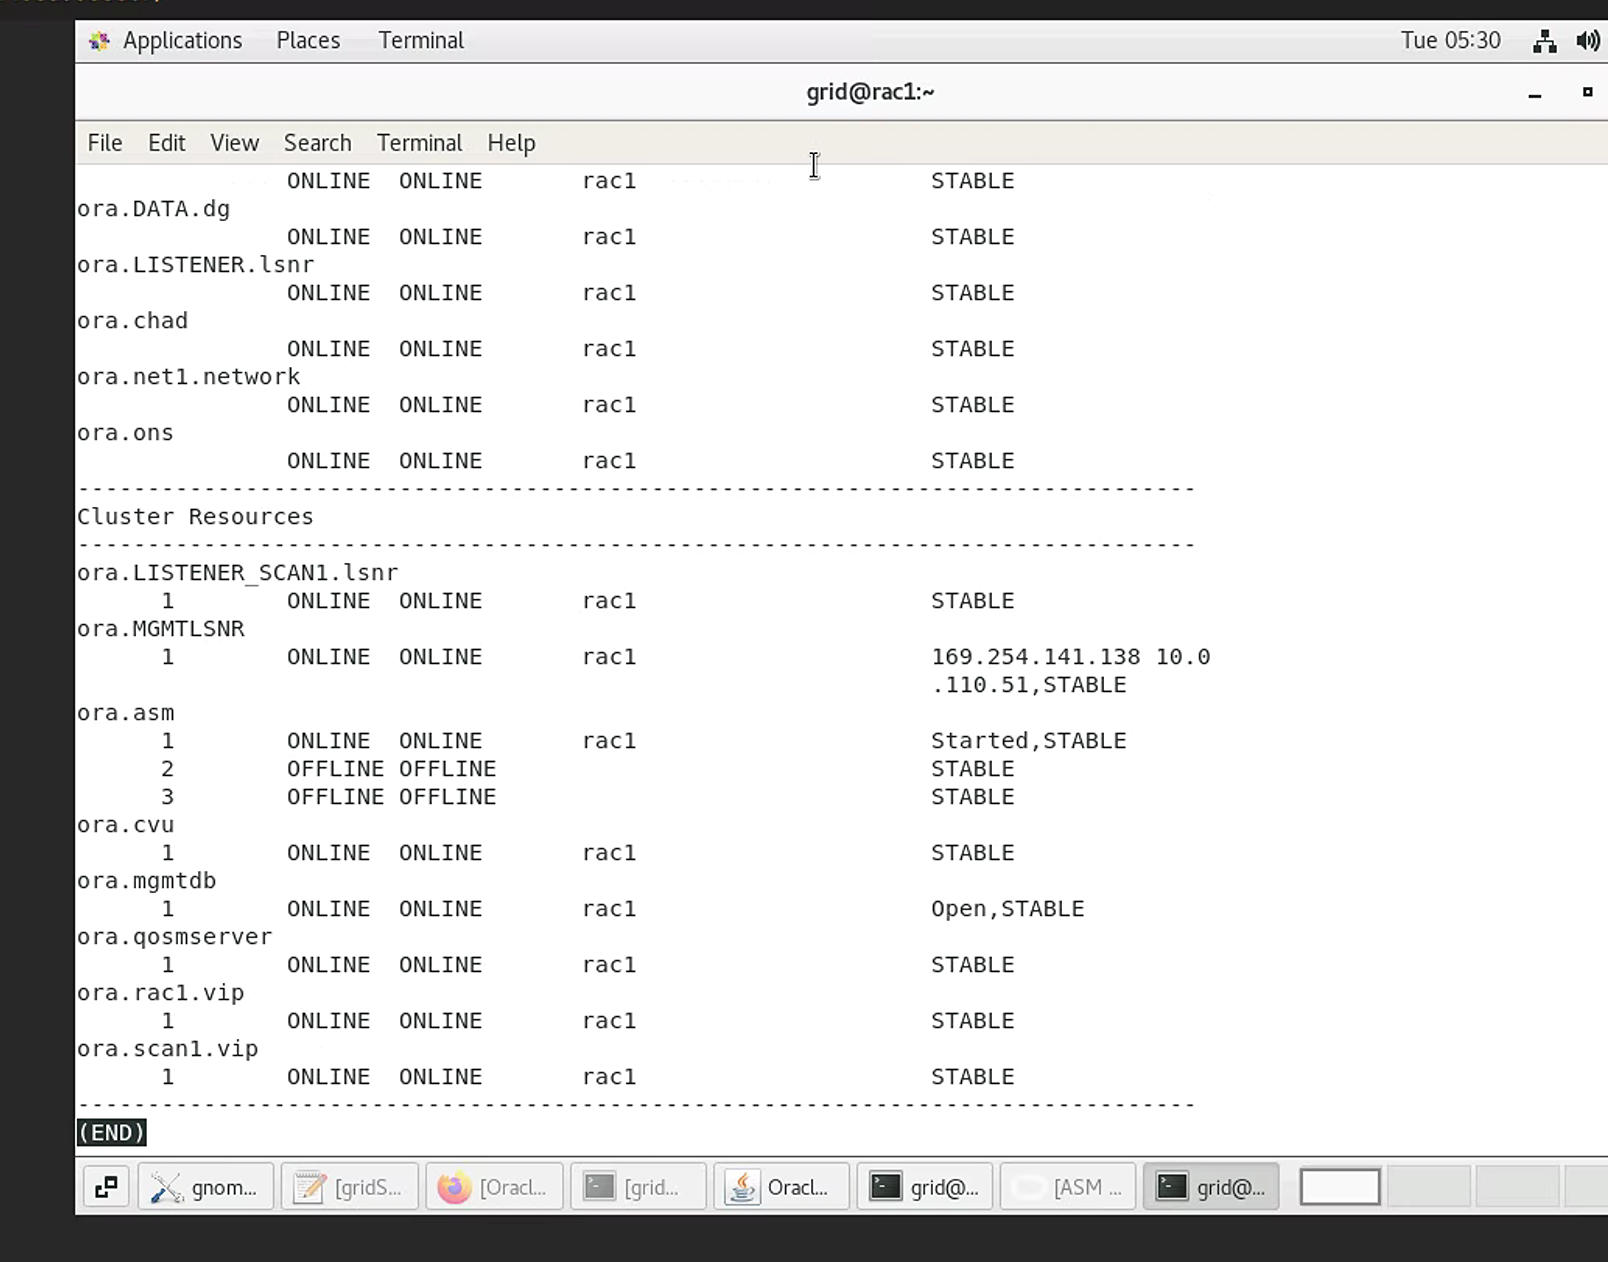 Applications Places Terminal Tue 05:30
grid@rac1:~
File Edit View Search Terminal Help
ONLINE ONLINE rac1 STABLE
ora.DATA.dg
ONLINE ONLINE rac1 STABLE
ora.LISTENER.lsnr
ONLINE ONLINE rac1 STABLE
ora.chad
ONLINE ONLINE rac1 STABLE
ora.net1.network
ONLINE ONLINE rac1 STABLE
ora.ons
ONLINE ONLINE rac1 STABLE
--------------------------------------------------------------------------------
Cluster Resources
--------------------------------------------------------------------------------
ora.LISTENER_SCAN1.lsnr
1 ONLINE ONLINE rac1 STABLE
ora.MGMTLSNR
1 ONLINE ONLINE rac1 169.254.141.138 10.0
.110.51,STABLE
ora.asm
1 ONLINE ONLINE rac1 Started,STABLE
2 OFFLINE OFFLINE STABLE
3 OFFLINE OFFLINE STABLE
ora.cvu
1 ONLINE ONLINE rac1 STABLE
ora.mgmtdb
1 ONLINE ONLINE rac1 Open,STABLE
ora.qosmserver
1 ONLINE ONLINE rac1 STABLE
ora.rac1.vip
1 ONLINE ONLINE rac1 STABLE
ora.scan1.vip
1 ONLINE ONLINE rac1 STABLE
--------------------------------------------------------------------------------
(END)
gnom... [gridS... [Oracl... [grid... Oracl... grid@... [ASM ... grid@...